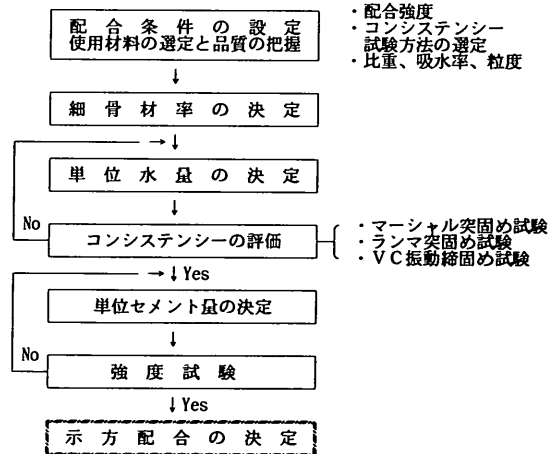 配合条件の設定
使用材料の選定と品質の把握
・配合強度
・コンシステンシー
試験方法の選定
・比重、吸水率、粒度
↓
細骨材率の決定
→↓
単位水量の決定
↓
No
コンシステンシーの評価
・マーシャル突固め試験
・ランマ突固め試験
・VC振動締固め試験
→↓Yes
単位セメント量の決定
↓
No
強度試験
↓Yes
示方配合の決定